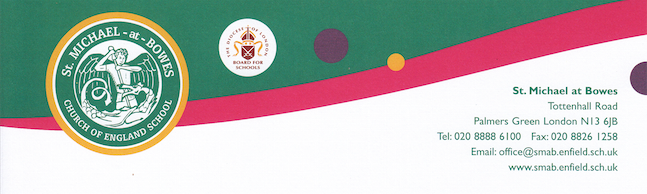 St. MICHAEL - at - BOWES
CHURCH OF ENGLAND SCHOOL
THE DIOCESE OF LONDON
BOARD FOR
SCHOOLS
St. Michael at Bowes
Tottenhall Road
Palmers Green London N13 6JB
Tel: 020 8888 6100 Fax: 020 8826 1258
Email: office@smab.enfield.sch.uk
www.smab.enfield.sch.uk